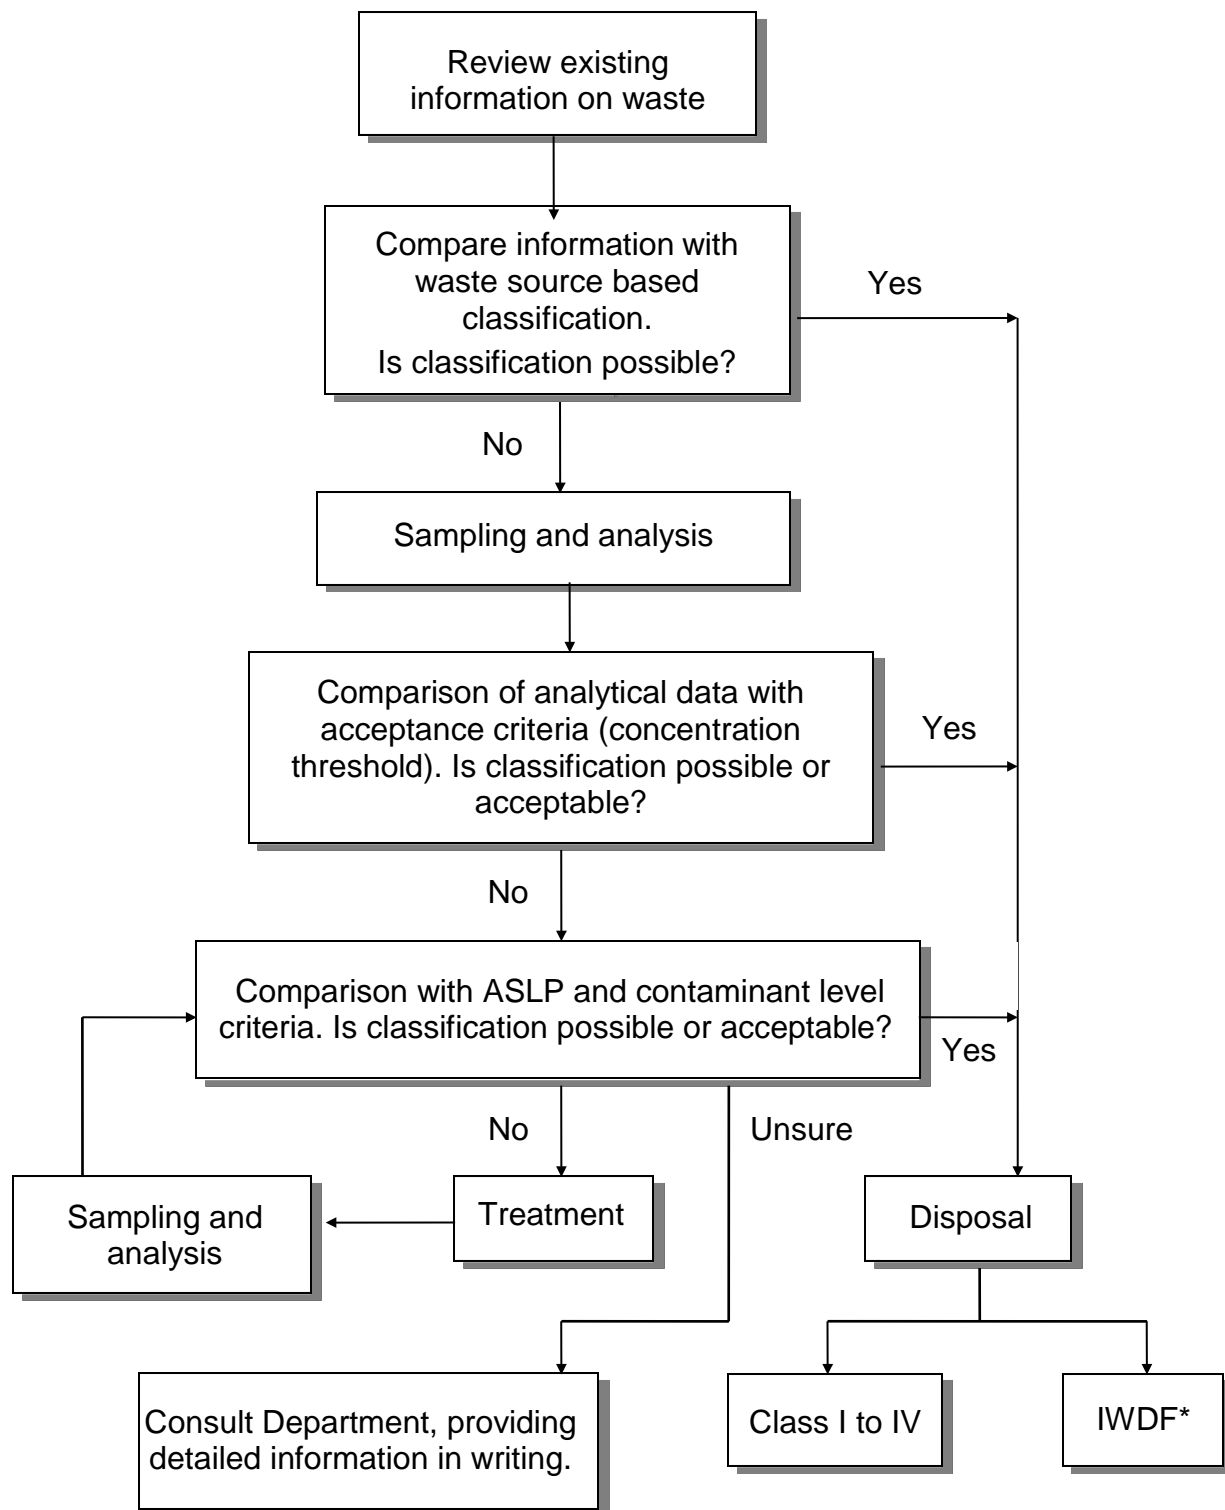 Review existing
information on waste
Compare information with
waste source based
classification.
Is classification possible?
Yes
No
Sampling and analysis
Comparison of analytical data with
acceptance criteria (concentration
threshold). Is classification possible or
acceptable?
Yes
No
Comparison with ASLP and contaminant level
criteria. Is classification possible or acceptable?
Yes
No
Unsure
Sampling and
analysis
Treatment
Disposal
Consult Department, providing
detailed information in writing.
Class I to IV
IWDF*